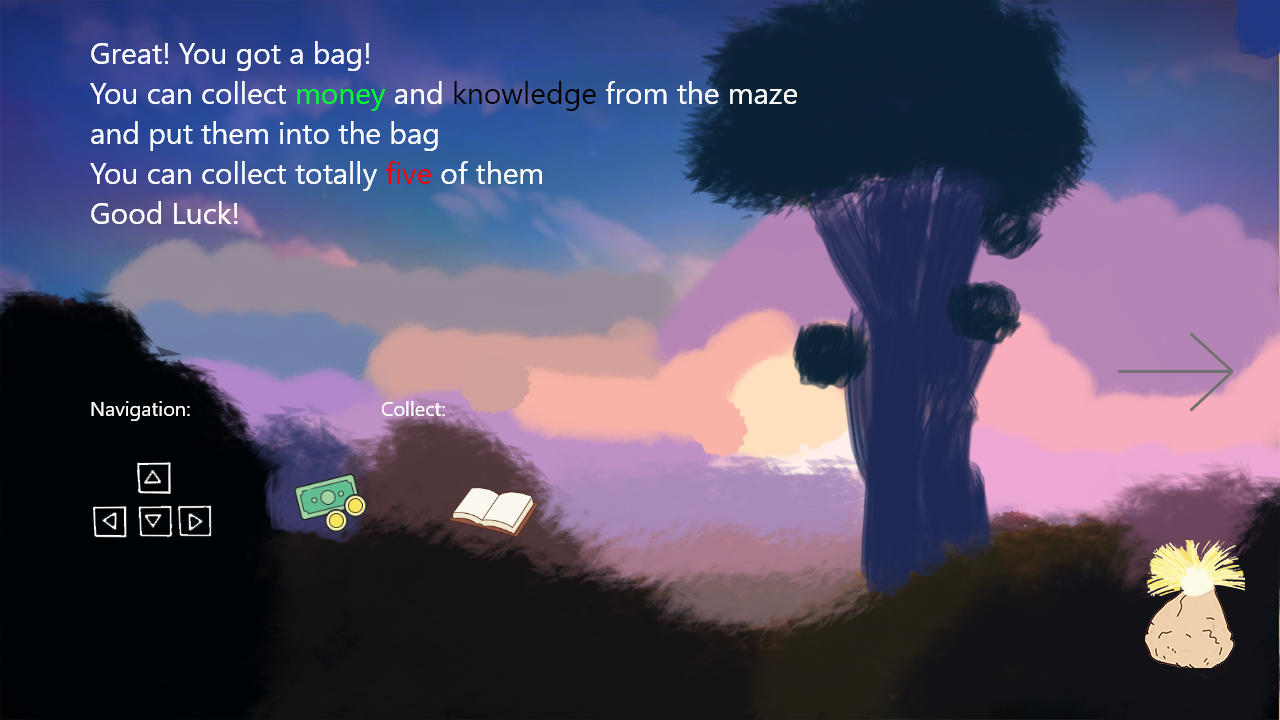 Great! You got a bag!
You can collect money and knowledge from the maze
and put them into the bag
You can collect totally five of them
Good Luck!
Navigation:
Collect: